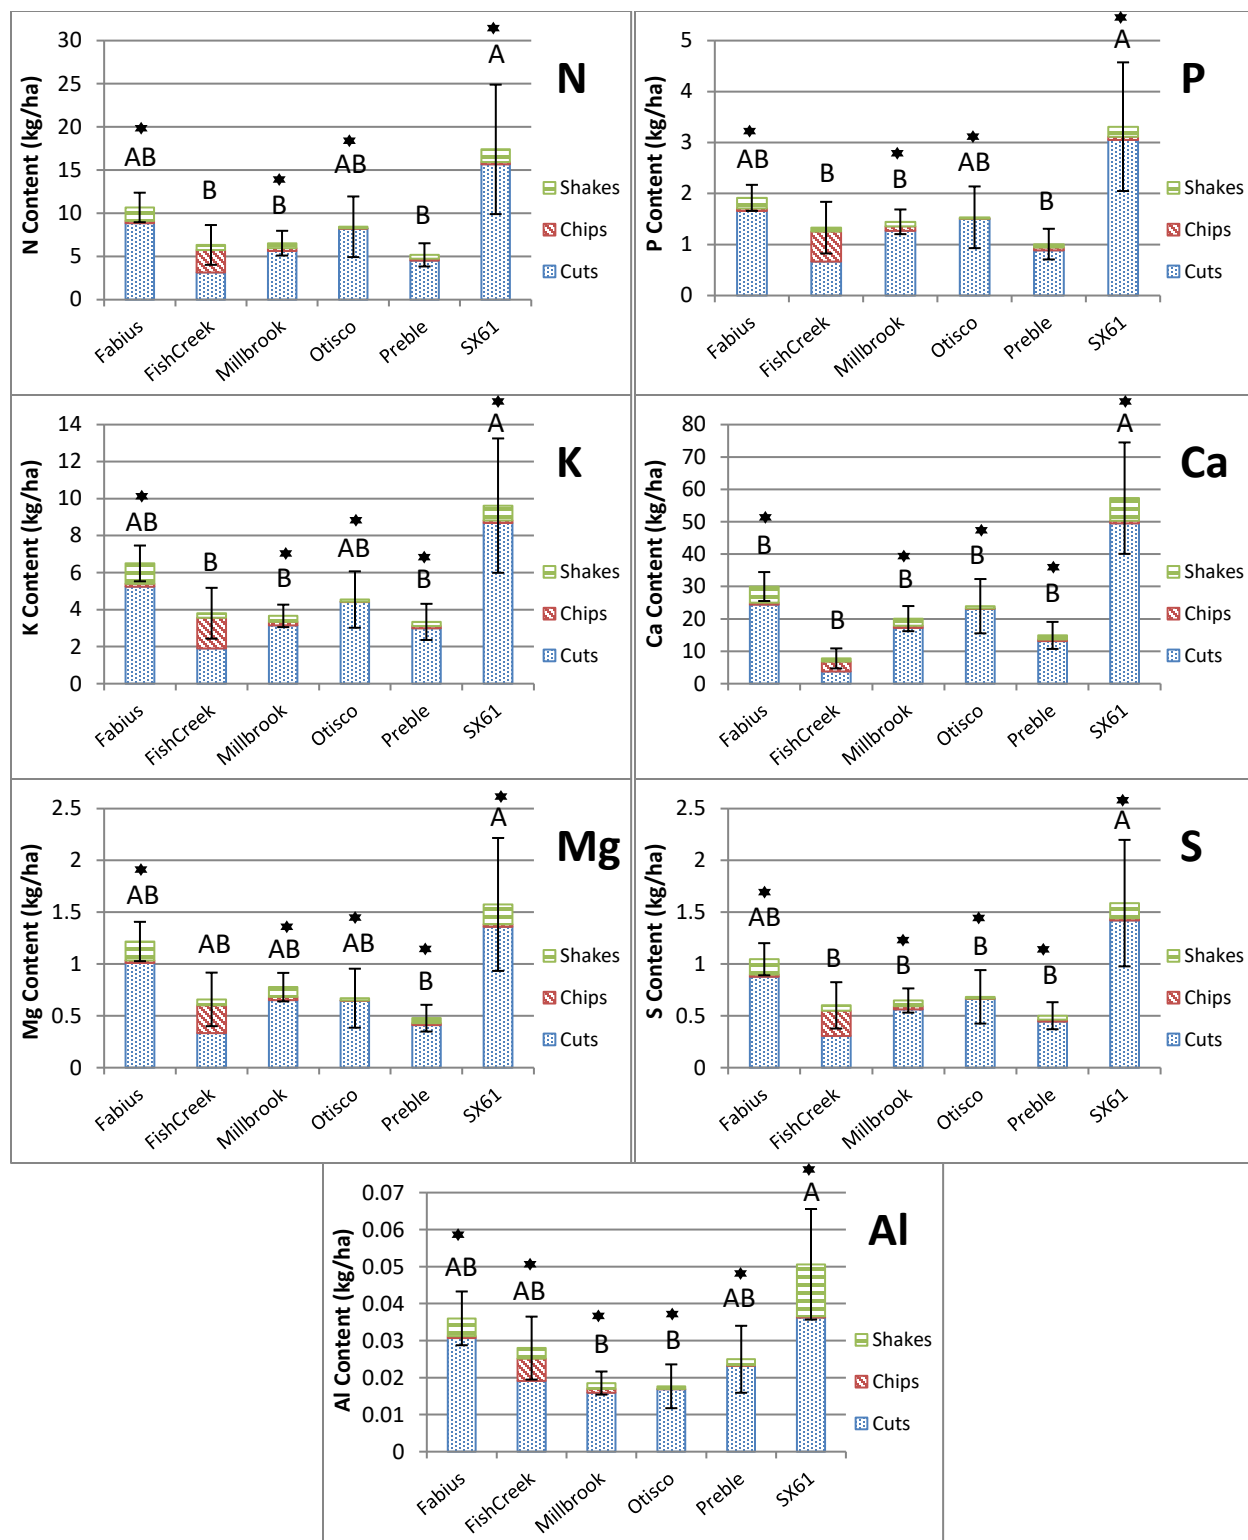 N
N Content (kg/ha)
30
25
20
15
10
5
0
AB
B
B
AB
B
A
Shakes
Chips
Cuts
Fabius
FishCreek
Millbrook
Otisco
Preble
SX61
P
P Content (kg/ha)
5
4
3
2
1
0
AB
B
B
AB
B
A
Shakes
Chips
Cuts
Fabius
FishCreek
Millbrook
Otisco
Preble
SX61
K
K Content (kg/ha)
14
12
10
8
6
4
2
0
AB
B
B
AB
B
A
Shakes
Chips
Cuts
Fabius
FishCreek
Millbrook
Otisco
Preble
SX61
Ca
Ca Content (kg/ha)
80
70
60
50
40
30
20
10
0
B
B
B
B
B
A
Shakes
Chips
Cuts
Fabius
FishCreek
Millbrook
Otisco
Preble
SX61
Mg
Mg Content (kg/ha)
2.5
2
1.5
1
0.5
0
AB
AB
AB
AB
B
A
Shakes
Chips
Cuts
Fabius
FishCreek
Millbrook
Otisco
Preble
SX61
S
S Content (kg/ha)
2.5
2
1.5
1
0.5
0
AB
B
B
B
B
A
Shakes
Chips
Cuts
Fabius
FishCreek
Millbrook
Otisco
Preble
SX61
Al
Al Content (kg/ha)
0.07
0.06
0.05
0.04
0.03
0.02
0.01
0
AB
AB
B
B
AB
A
Shakes
Chips
Cuts
Fabius
FishCreek
Millbrook
Otisco
Preble
SX61